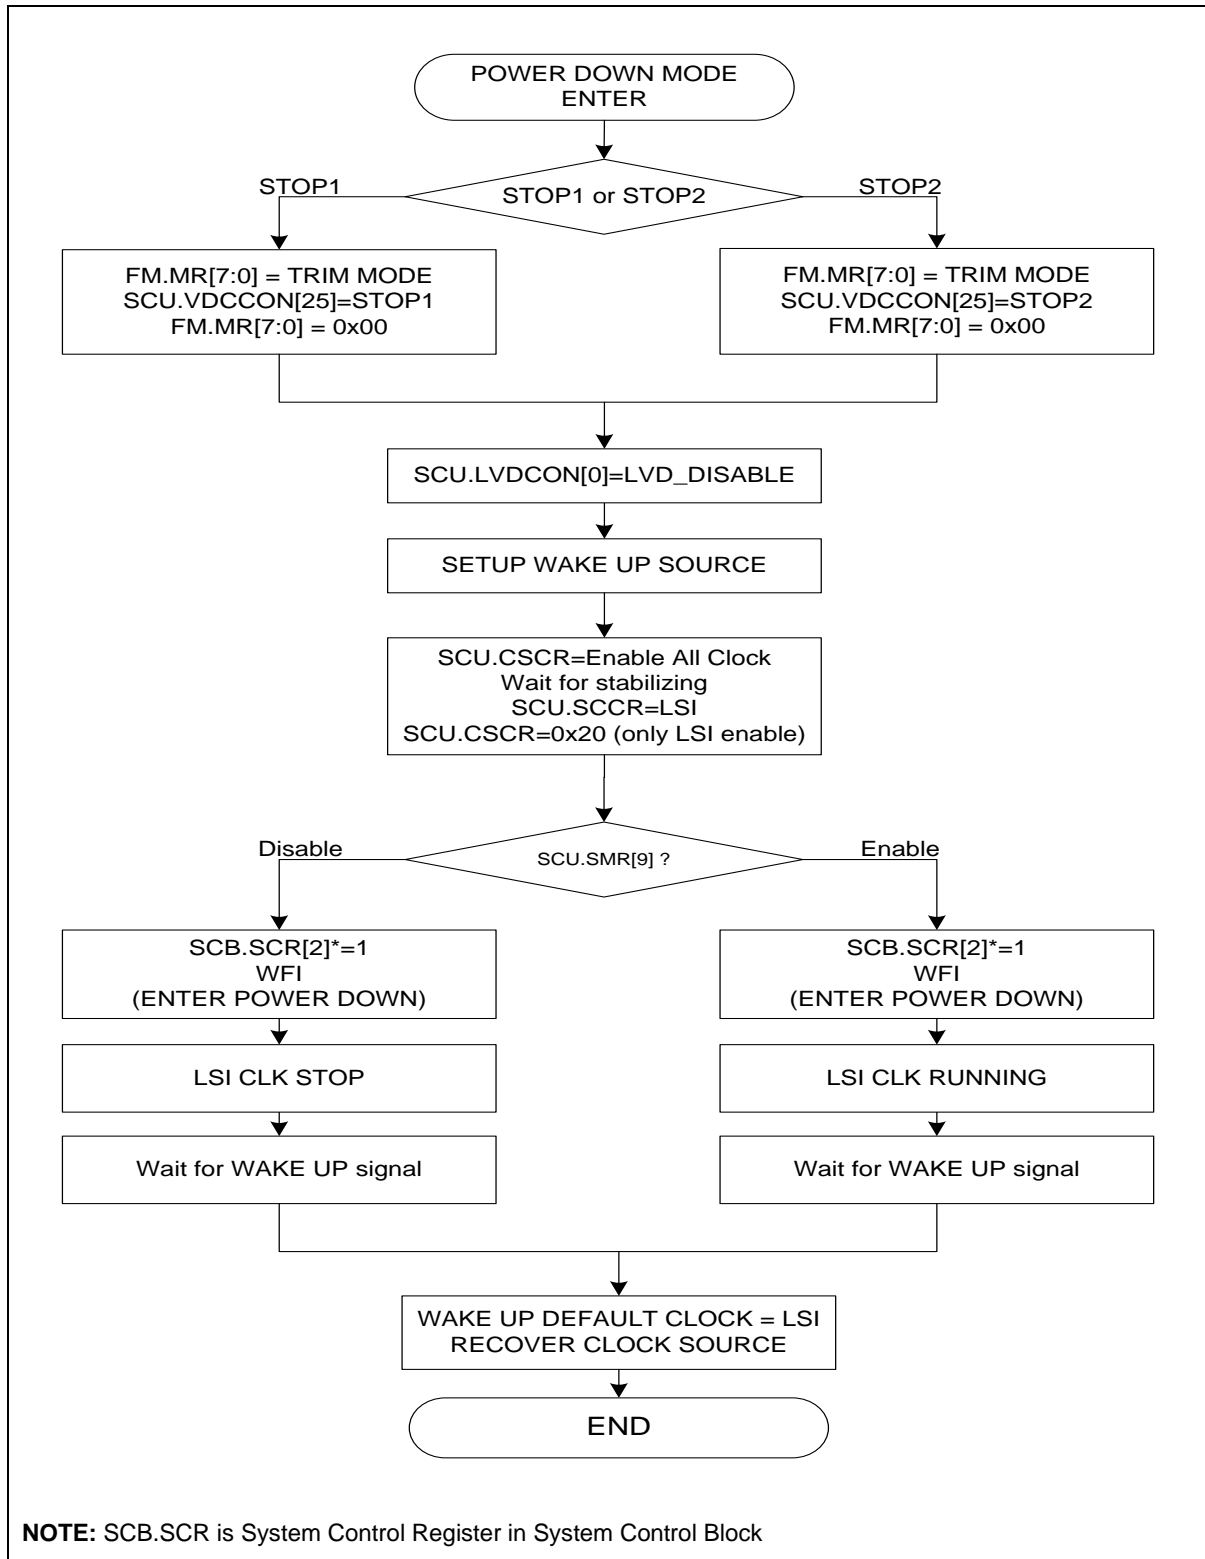 POWER DOWN MODE
ENTER
STOP1
STOP1 or STOP2
STOP2
FM.MR[7:0] = TRIM MODE
SCU.VDCCON[25]=STOP1
FM.MR[7:0] = 0x00
FM.MR[7:0] = TRIM MODE
SCU.VDCCON[25]=STOP2
FM.MR[7:0] = 0x00
SCU.LVDCON[0]=LVD_DISABLE
SETUP WAKE UP SOURCE
SCU.CSCR=Enable All Clock
Wait for stabilizing
SCU.SCCR=LSI
SCU.CSCR=0x20 (only LSI enable)
Disable
SCU.SMR[9] ?
Enable
SCB.SCR[2]*=1
WFI
(ENTER POWER DOWN)
SCB.SCR[2]*=1
WFI
(ENTER POWER DOWN)
LSI CLK STOP
LSI CLK RUNNING
Wait for WAKE UP signal
Wait for WAKE UP signal
WAKE UP DEFAULT CLOCK = LSI
RECOVER CLOCK SOURCE
END
NOTE: SCB.SCR is System Control Register in System Control Block